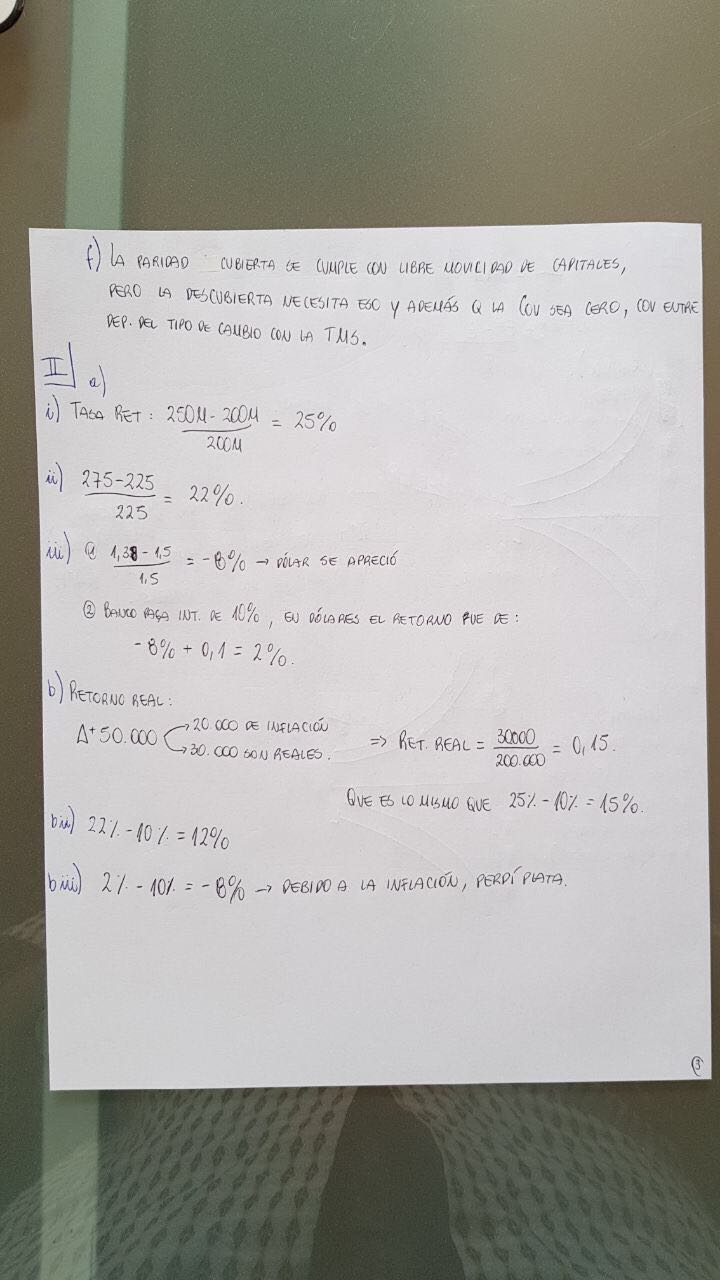 f) LA PARIDAD CUBIERTA SE CUMPLE CON LIBRE MOVILIDAD DE CAPITALES,
PERO LA DESCUBIERTA NECESITA ESO Y ADEMÁS Q LA COV SEA CERO, COV ENTRE
DEP. DEL TIPO DE CAMBIO CON LA TMS.
II a)
i) TASA RET: 250M - 200M / 200M = 25%
ii) 275-225 / 225 = 22%.
iii) ① 1,38 - 1,5 / 1,5 = -8% → DÓLAR SE APRECIÓ
② BANCO PAGA INT. DE 10%, EN DÓLARES EL RETORNO FUE DE:
-8% + 0,1 = 2%.
b) RETORNO REAL:
Δ+ 50.000 → 20.000 DE INFLACIÓN
→ 30.000 SON REALES. ⇒ RET. REAL = 30000 / 200.000 = 0,15.
QUE ES LO MISMO QUE 25% - 10% = 15%.
bii) 22% - 10% = 12%
biii) 2% - 10% = -8% → DEBIDO A LA INFLACIÓN, PERDÍ PLATA.
3